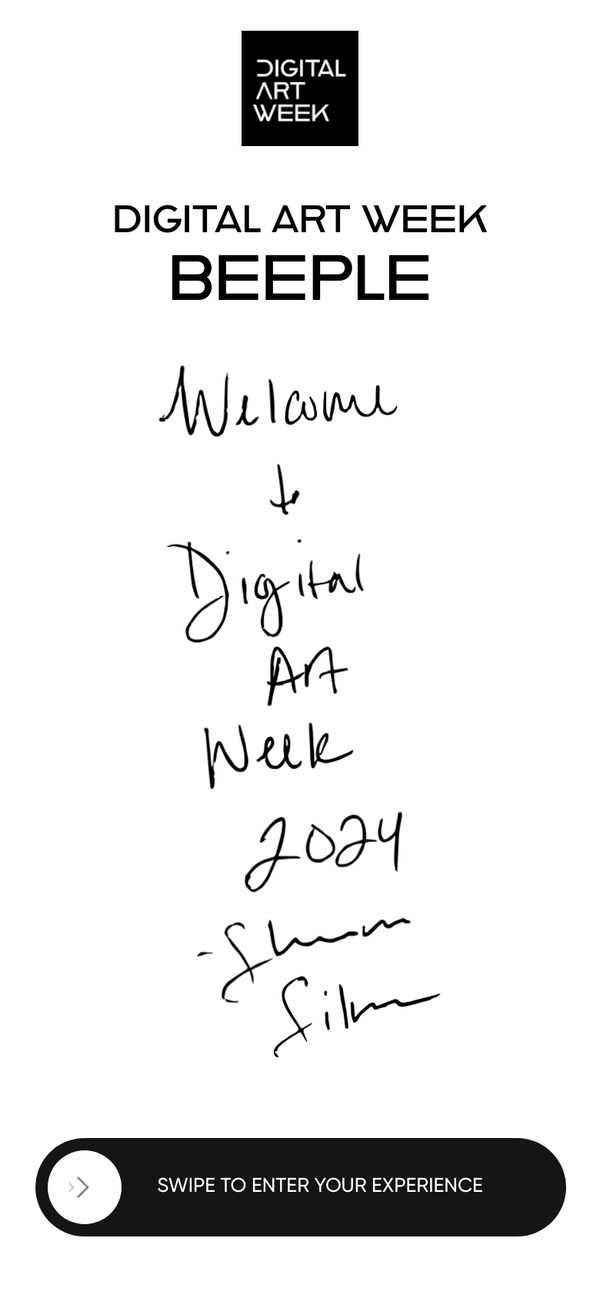 DIGITAL
ART
WEEK
DIGITAL ART WEEK
BEEPLE
Welcome
to
Digital
Art
Week
2024
SWIPE TO ENTER YOUR EXPERIENCE